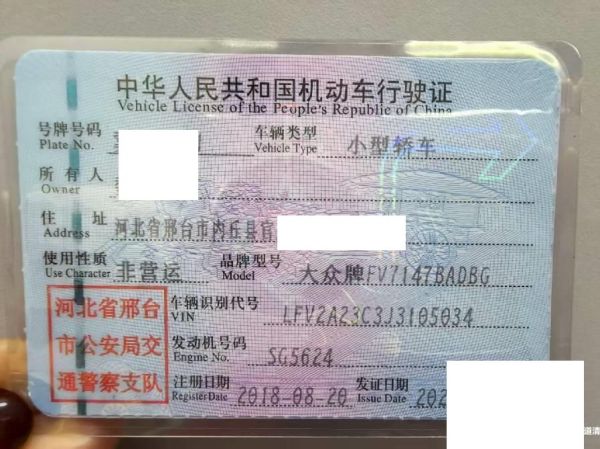 中华人民共和国机动车行驶证
Vehicle License of the People's Republic of China
号牌号码 车辆类型 小型轿车
Plate No. Vehicle Type
所有人
Owner
住址 河北省邢台市内丘县官
Address
使用性质 非营运 品牌型号 大众牌FV7147BADBG
Use Character Model
河北省邢台 车辆识别代号 LFV2A23C3J3105034
VIN
市公安局交 发动机号码 SG5624
Engine No.
通警察支队 注册日期 2018-08-20 发证日期 202
Register Date Issue Date
道清